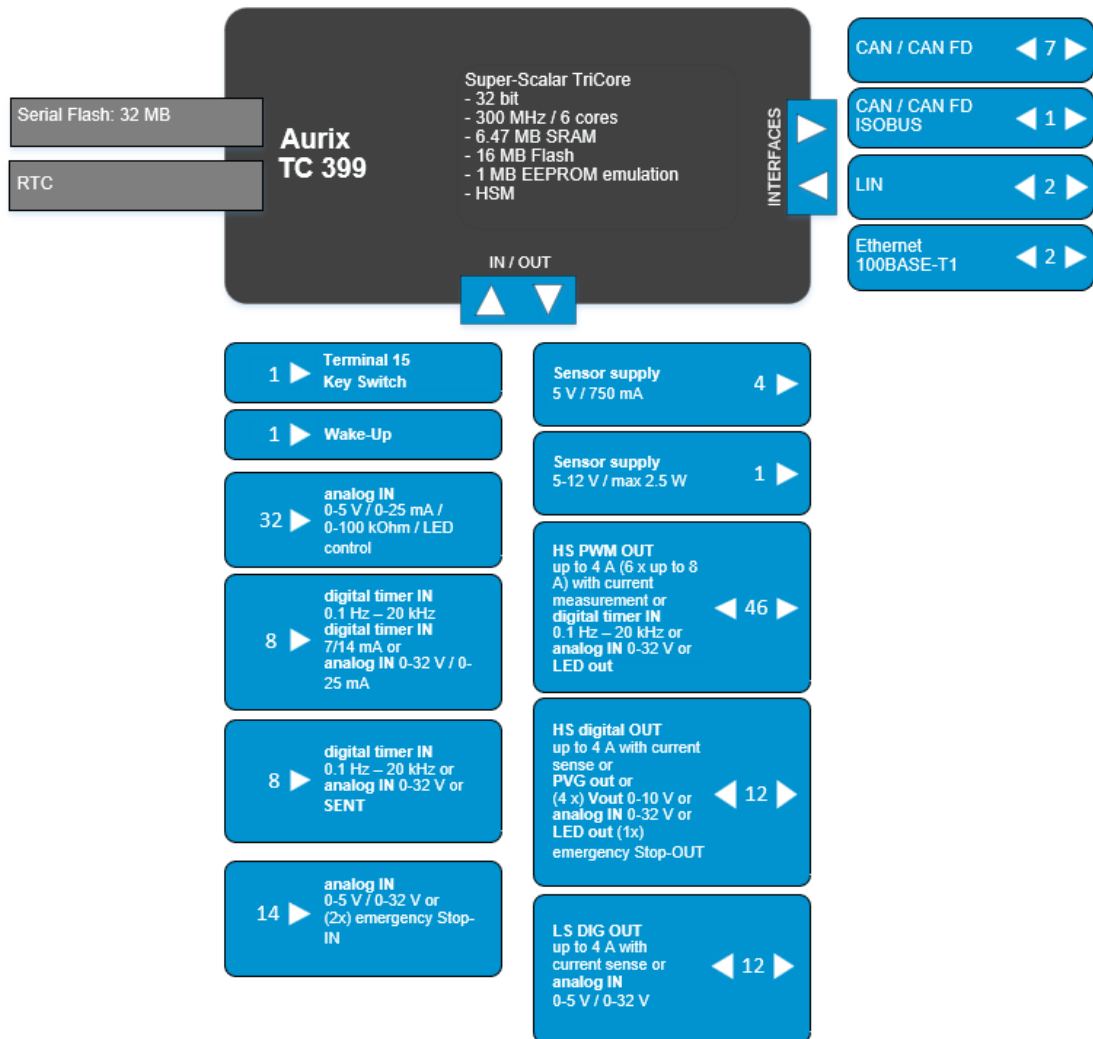 Serial Flash: 32 MB
RTC
Aurix
TC 399
Super-Scalar TriCore
- 32 bit
- 300 MHz / 6 cores
- 6.47 MB SRAM
- 16 MB Flash
- 1 MB EEPROM emulation
- HSM
INTERFACES
IN / OUT
CAN / CAN FD
7
CAN / CAN FD
ISOBUS
1
LIN
2
Ethernet
100BASE-T1
2
1
Terminal 15
Key Switch
1
Wake-Up
32
analog IN
0-5 V / 0-25 mA /
0-100 kOhm / LED
control
8
digital timer IN
0.1 Hz – 20 kHz
digital timer IN
7/14 mA or
analog IN 0-32 V / 0-
25 mA
8
digital timer IN
0.1 Hz – 20 kHz or
analog IN 0-32 V or
SENT
14
analog IN
0-5 V / 0-32 V or
(2x) emergency Stop-
IN
Sensor supply
5 V / 750 mA
4
Sensor supply
5-12 V / max 2.5 W
1
HS PWM OUT
up to 4 A (6 x up to 8
A) with current
measurement or
digital timer IN
0.1 Hz – 20 kHz or
analog IN 0-32 V or
LED out
46
HS digital OUT
up to 4 A with current
sense or
PVG out or
(4 x) Vout 0-10 V or
analog IN 0-32 V or
LED out (1x)
emergency Stop-OUT
12
LS DIG OUT
up to 4 A with
current sense or
analog IN
0-5 V / 0-32 V
12